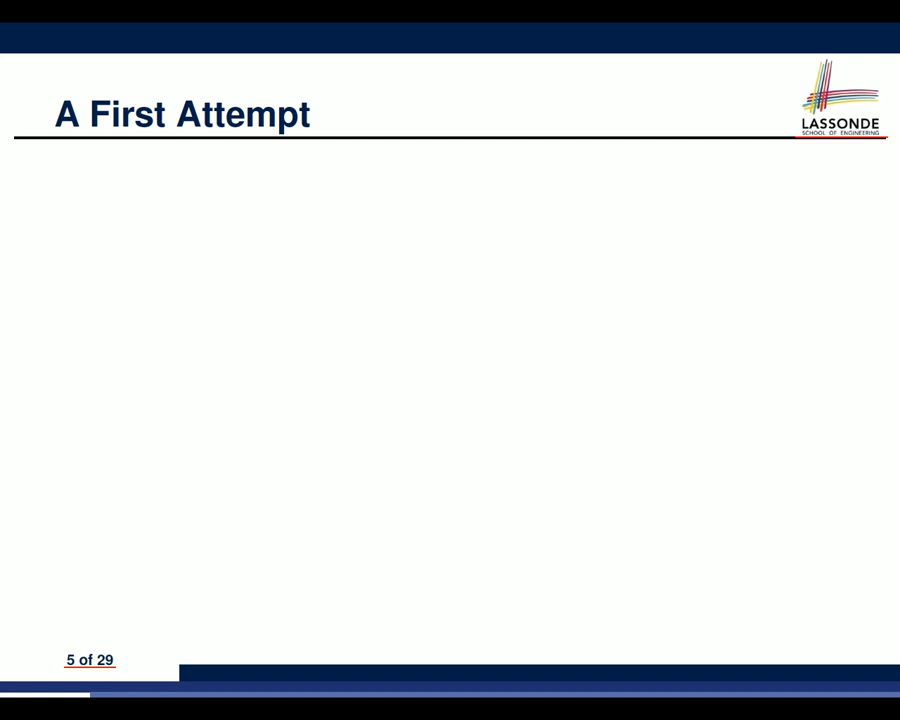 A First Attempt
LASSONDE
SCHOOL OF ENGINEERING
5 of 29